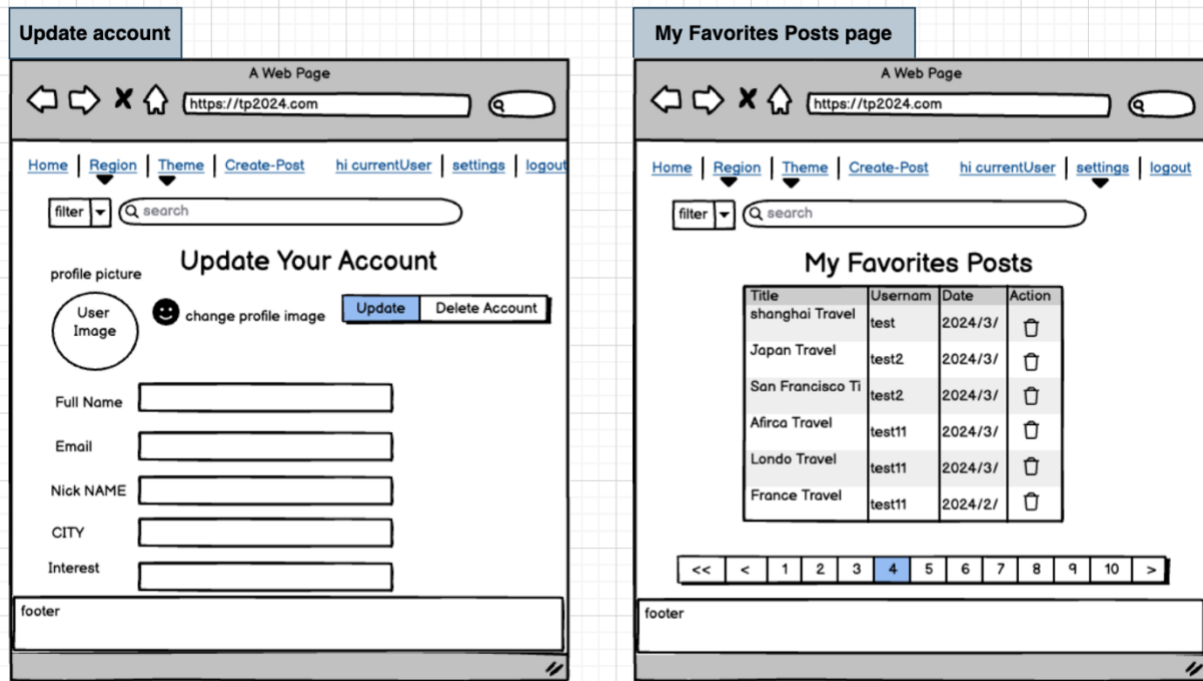 Update account
A Web Page
https://tp2024.com
Home Region Theme Create-Post hi currentUser settings logout
filter search
Update Your Account
profile picture
User
Image
change profile image
Update Delete Account
Full Name
Email
Nick NAME
CITY
Interest
footer
My Favorites Posts page
A Web Page
https://tp2024.com
Home Region Theme Create-Post hi currentUser settings logout
filter search
My Favorites Posts
Title Usernam Date Action
shanghai Travel test 2024/3/
Japan Travel test2 2024/3/
San Francisco Ti test2 2024/3/
Afirca Travel test11 2024/3/
Londo Travel test11 2024/3/
France Travel test11 2024/2/
<< < 1 2 3 4 5 6 7 8 9 10 >
footer